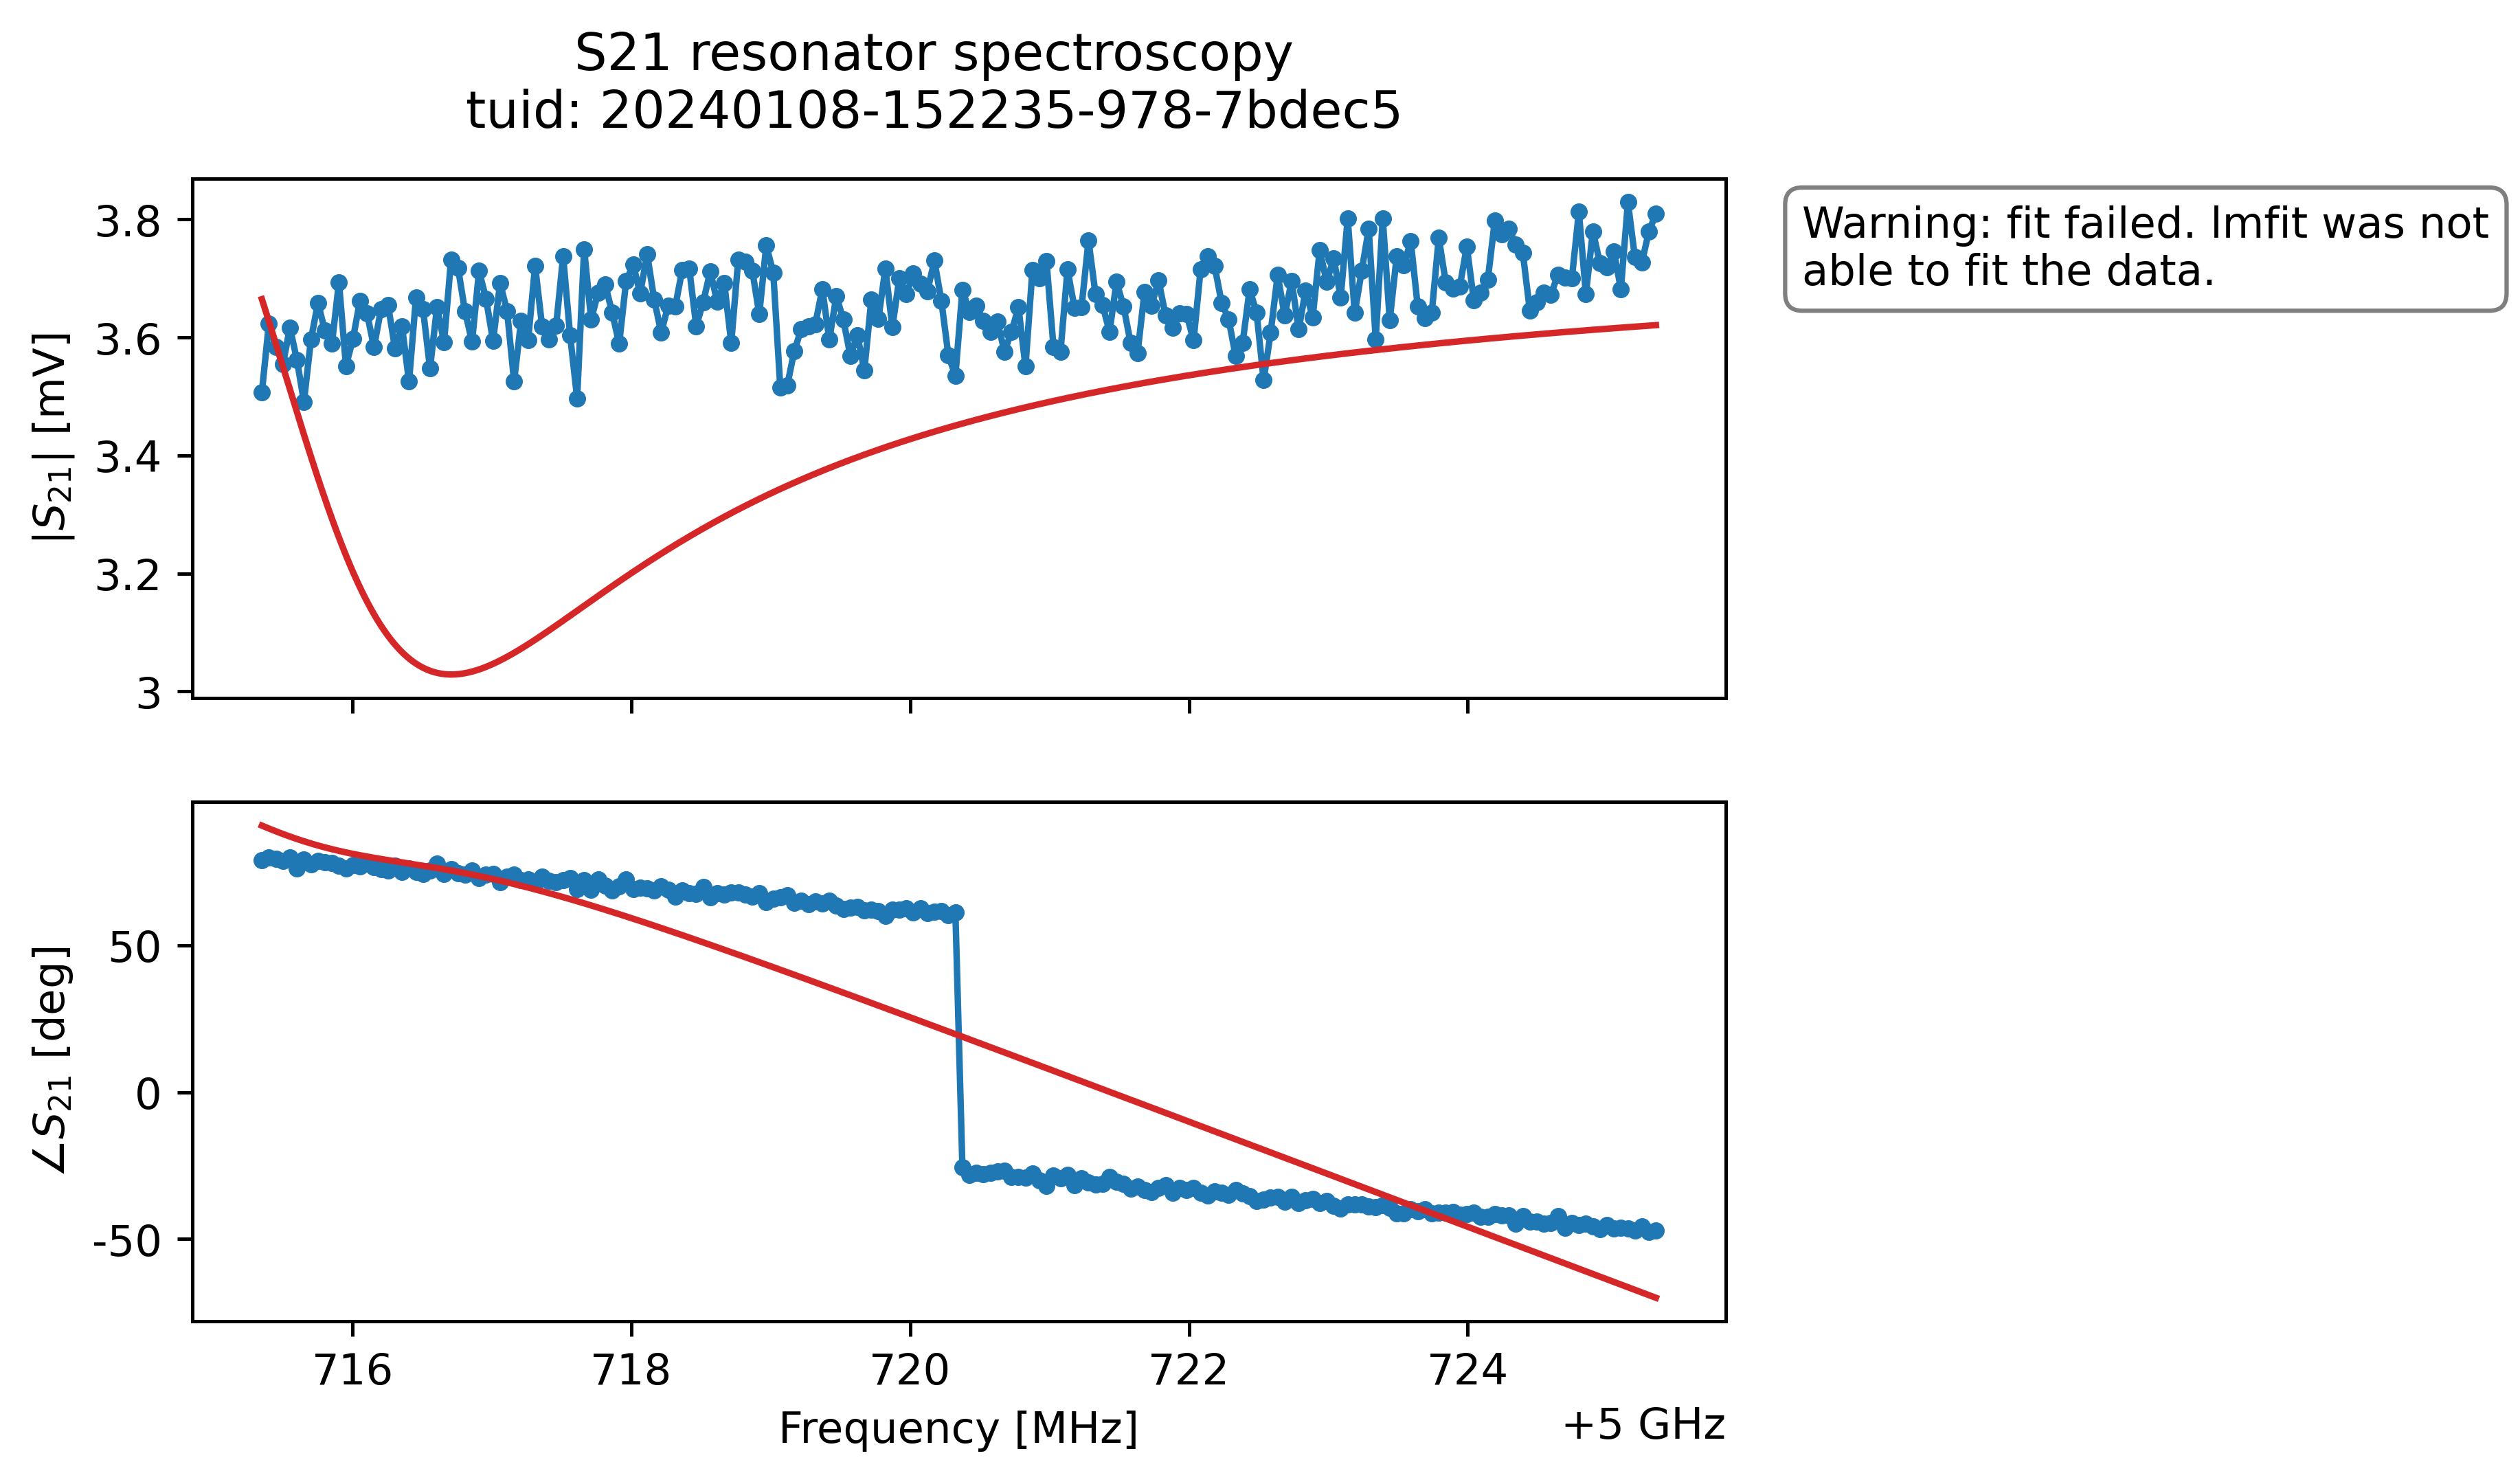 S21 resonator spectroscopy
tuid: 20240108-152235-978-7bdec5
Warning: fit failed. lmfit was not
able to fit the data.
|S21| [mV]
3.8
3.6
3.4
3.2
3
∠S21 [deg]
50
0
-50
716
718
720
722
724
Frequency [MHz]
+5 GHz